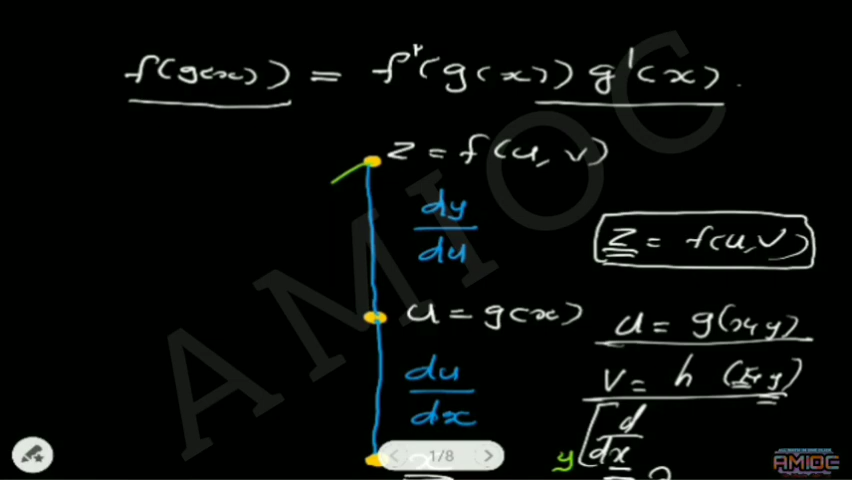 f(g(x)) = f'(g(x)) g'(x).
z = f(u, v)
dy/du
z = f(u, v)
u = g(x)
u = g(x, y)
v = h (x, y)
du/dx
d/dx
y
1/8
AMIOC
AMIOC